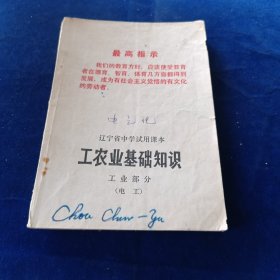 最高指示
我们的教育方针，应该使受教育
者在德育、智育、体育几方面都得到
发展，成为有社会主义觉悟的有文化
的劳动者。
辽宁省中学试用课本
工农业基础知识
工业部分
(电工)
Chou Chun-Yu